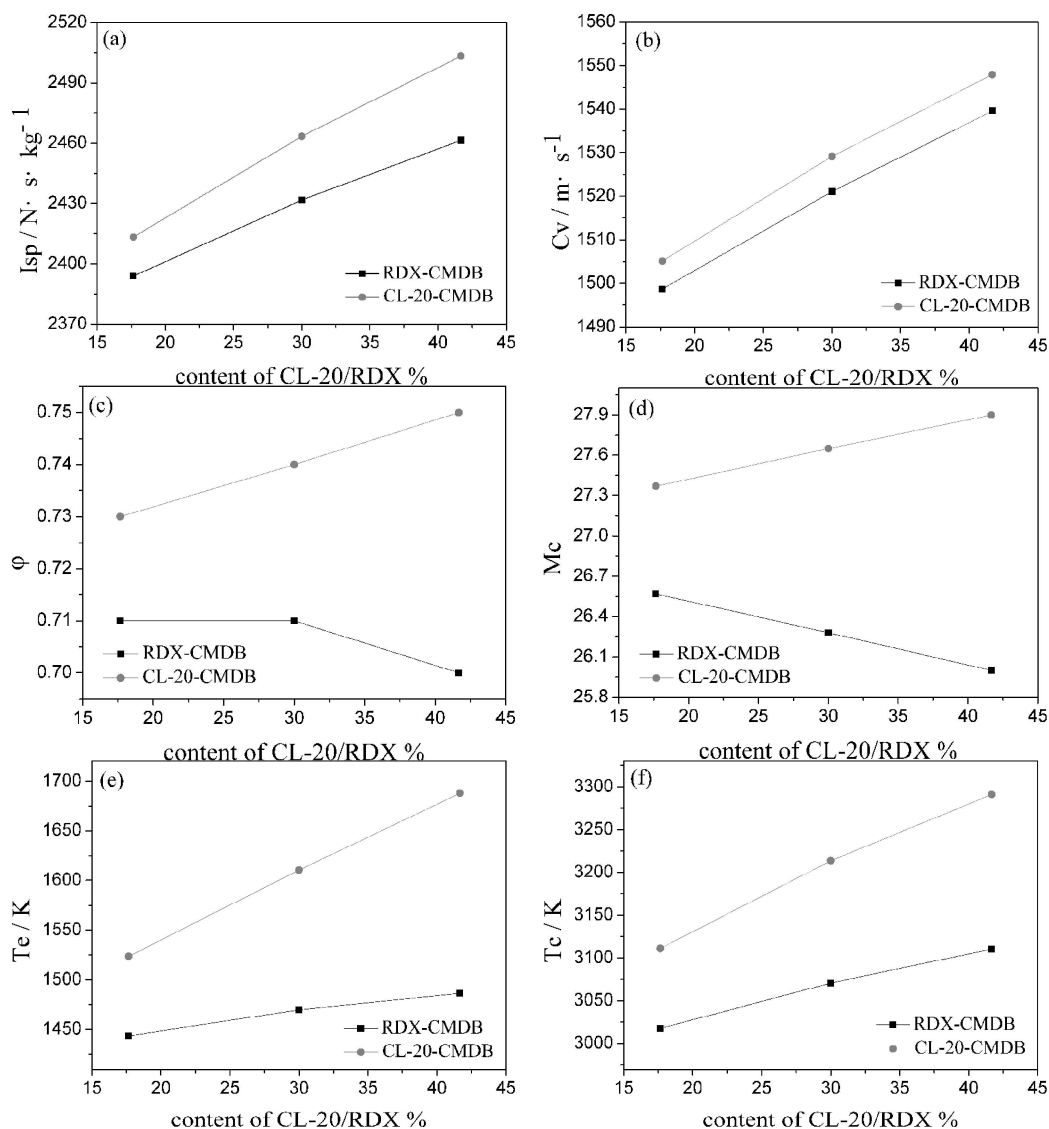 (a)
2520
2490
2460
2430
2400
2370
Isp / N· s· kg-1
RDX-CMDB
CL-20-CMDB
15 20 25 30 35 40 45
content of CL-20/RDX %
(b)
1560
1550
1540
1530
1520
1510
1500
1490
Cv / m· s-1
RDX-CMDB
CL-20-CMDB
15 20 25 30 35 40 45
content of CL-20/RDX %
(c)
0.75
0.74
0.73
0.72
0.71
0.70
φ
RDX-CMDB
CL-20-CMDB
15 20 25 30 35 40 45
content of CL-20/RDX %
(d)
27.9
27.6
27.3
27.0
26.7
26.4
26.1
25.8
Mc
RDX-CMDB
CL-20-CMDB
15 20 25 30 35 40 45
content of CL-20/RDX %
(e)
1700
1650
1600
1550
1500
1450
Te / K
RDX-CMDB
CL-20-CMDB
15 20 25 30 35 40 45
content of CL-20/RDX %
(f)
3300
3250
3200
3150
3100
3050
3000
Tc / K
RDX-CMDB
CL-20-CMDB
15 20 25 30 35 40 45
content of CL-20/RDX %